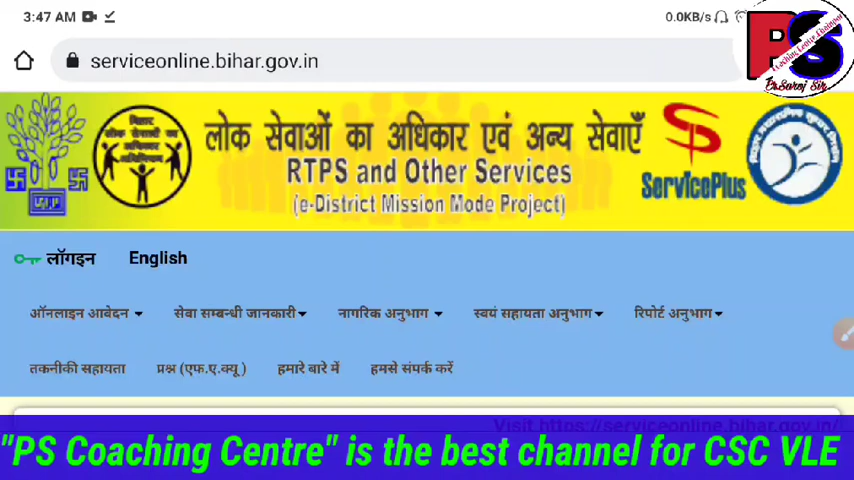 3:47 AM
0.0KB/s
PS
Er.Saroj Sir
serviceonline.bihar.gov.in
लोक सेवाओं का अधिकार एवं अन्य सेवाएँ
RTPS and Other Services
(e-District Mission Mode Project)
ServicePlus
लॉगइन English
ऑनलाइन आवेदन सेवा सम्बन्धी जानकारी नागरिक अनुभाग स्वयं सहायता अनुभाग रिपोर्ट अनुभाग
तकनीकी सहायता प्रश्न (एफ.ए.क्यू) हमारे बारे में हमसे संपर्क करें
Visit https://serviceonline.bihar.gov.in/
"PS Coaching Centre" is the best channel for CSC VLE